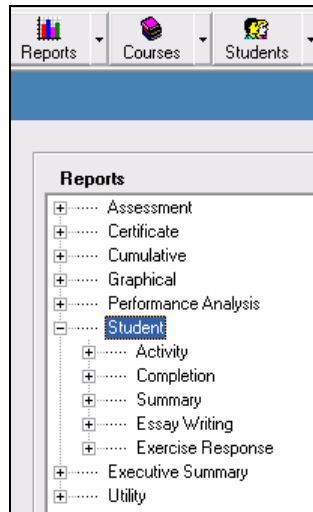 Reports Courses Students
Reports
Assessment
Certificate
Cumulative
Graphical
Performance Analysis
Student
Activity
Completion
Summary
Essay Writing
Exercise Response
Executive Summary
Utility